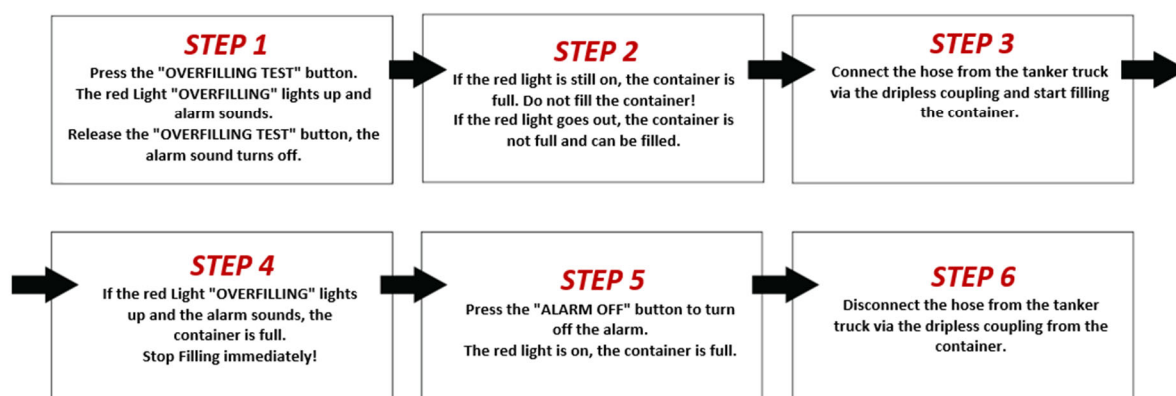 STEP 1
Press the "OVERFILLING TEST" button.
The red Light "OVERFILLING" lights up and
alarm sounds.
Release the "OVERFILLING TEST" button, the
alarm sound turns off.
STEP 2
If the red light is still on, the container is
full. Do not fill the container!
If the red light goes out, the container is
not full and can be filled.
STEP 3
Connect the hose from the tanker truck
via the dripless coupling and start filling
the container.
STEP 4
If the red Light "OVERFILLING" lights
up and the alarm sounds, the
container is full.
Stop Filling immediately!
STEP 5
Press the "ALARM OFF" button to turn
off the alarm.
The red light is on, the container is full.
STEP 6
Disconnect the hose from the tanker
truck via the dripless coupling from the
container.